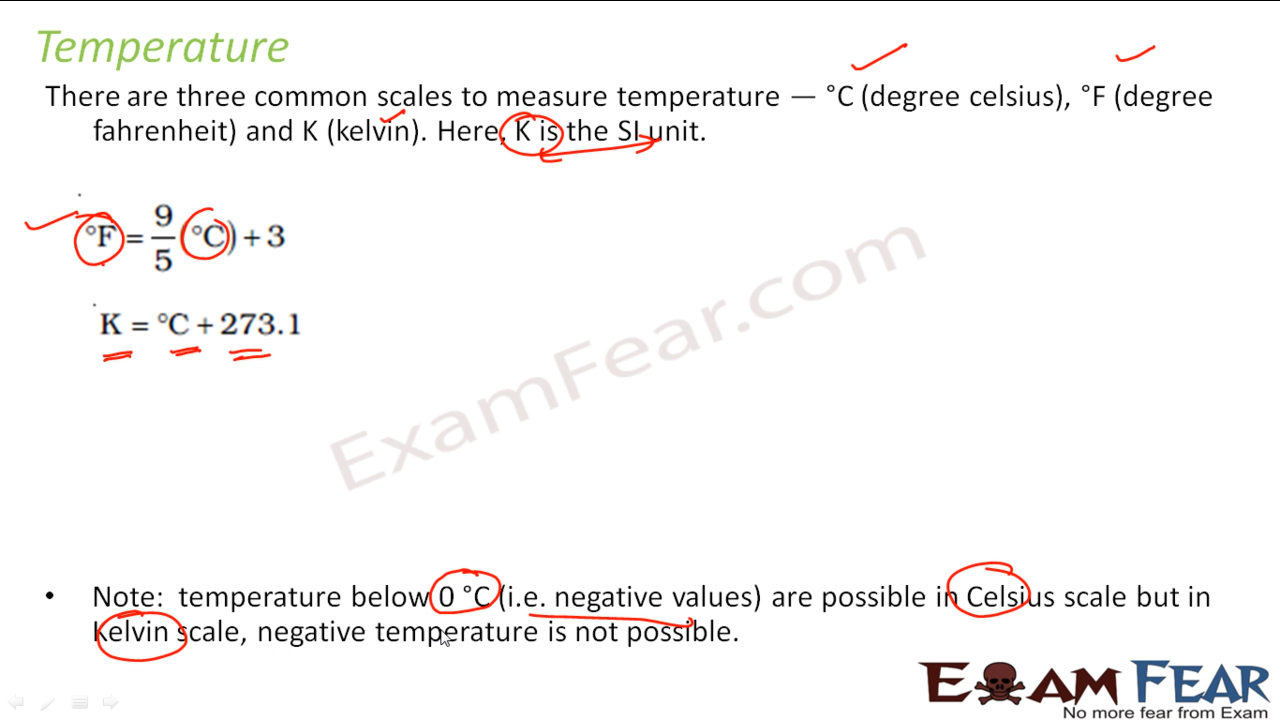 Temperature
There are three common scales to measure temperature — °C (degree celsius), °F (degree
fahrenheit) and K (kelvin). Here, K is the SI unit.
°F = 9/5 (°C) + 3
K = °C + 273.1
ExamFear.com
• Note: temperature below 0 °C (i.e. negative values) are possible in Celsius scale but in
Kelvin scale, negative temperature is not possible.
EXAM FEAR
No more fear from Exam